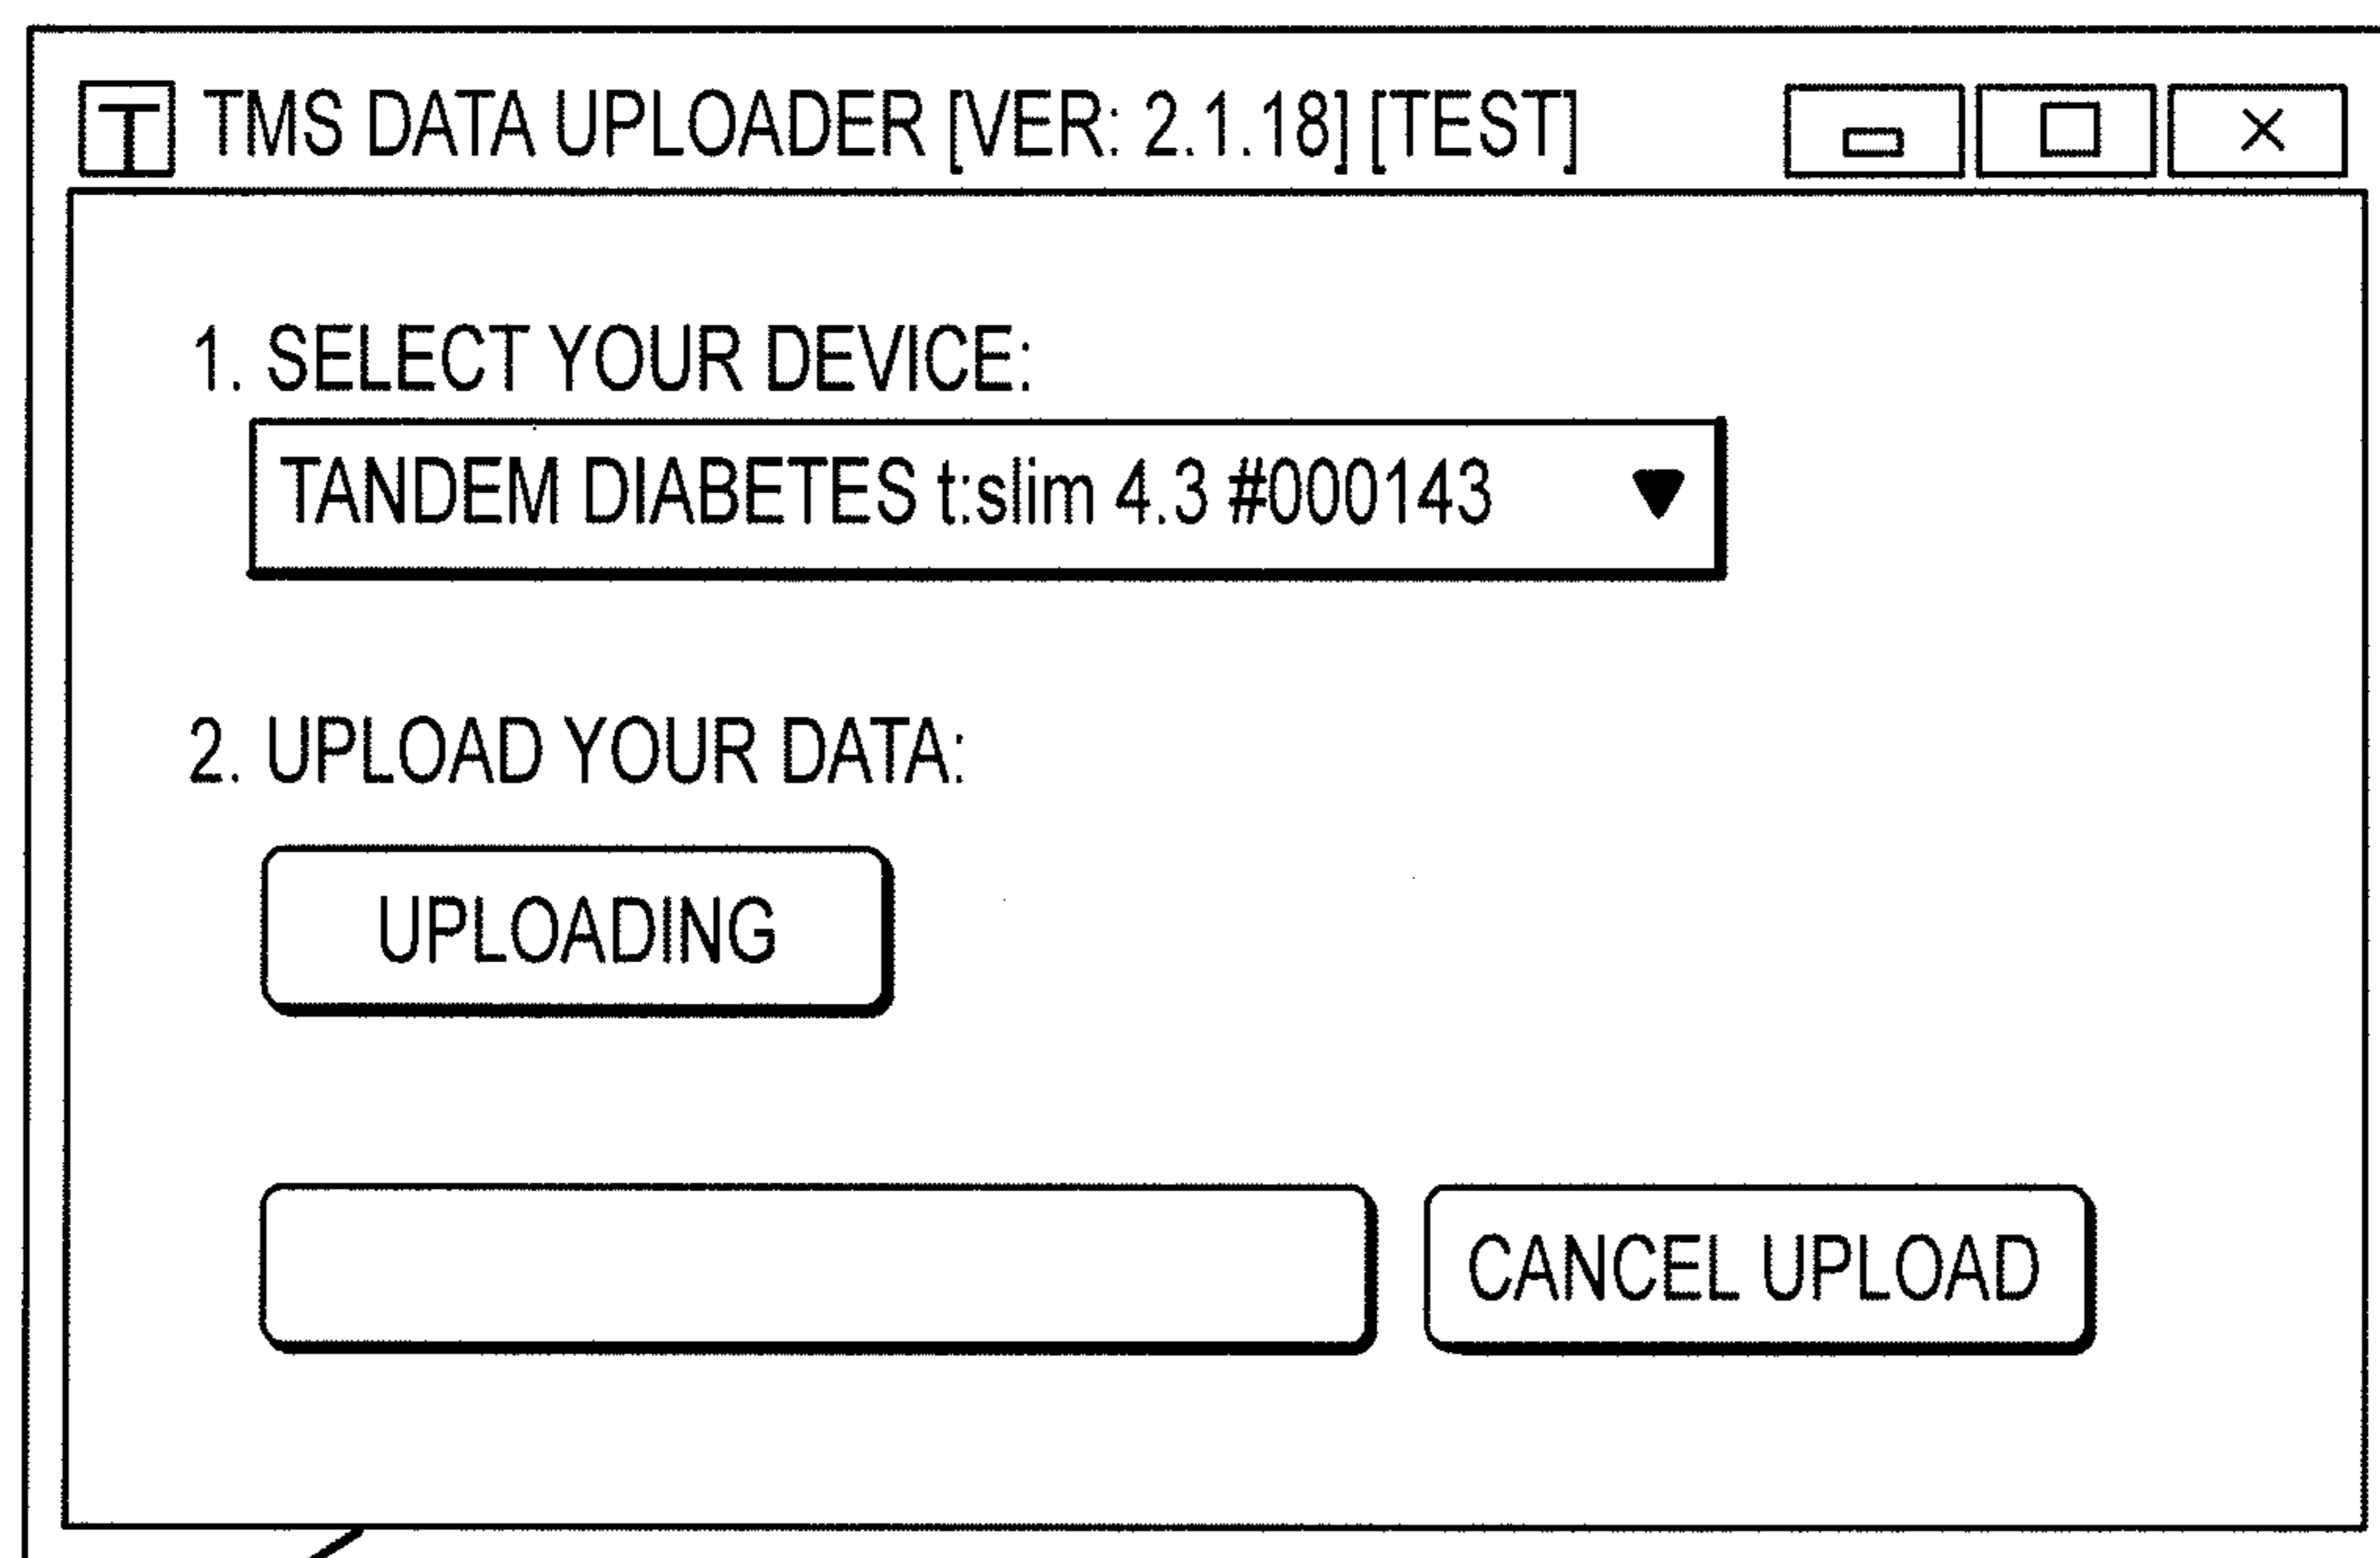 T TMS DATA UPLOADER [VER: 2.1.18] [TEST]
1. SELECT YOUR DEVICE:
TANDEM DIABETES t:slim 4.3 #000143
2. UPLOAD YOUR DATA:
UPLOADING
CANCEL UPLOAD